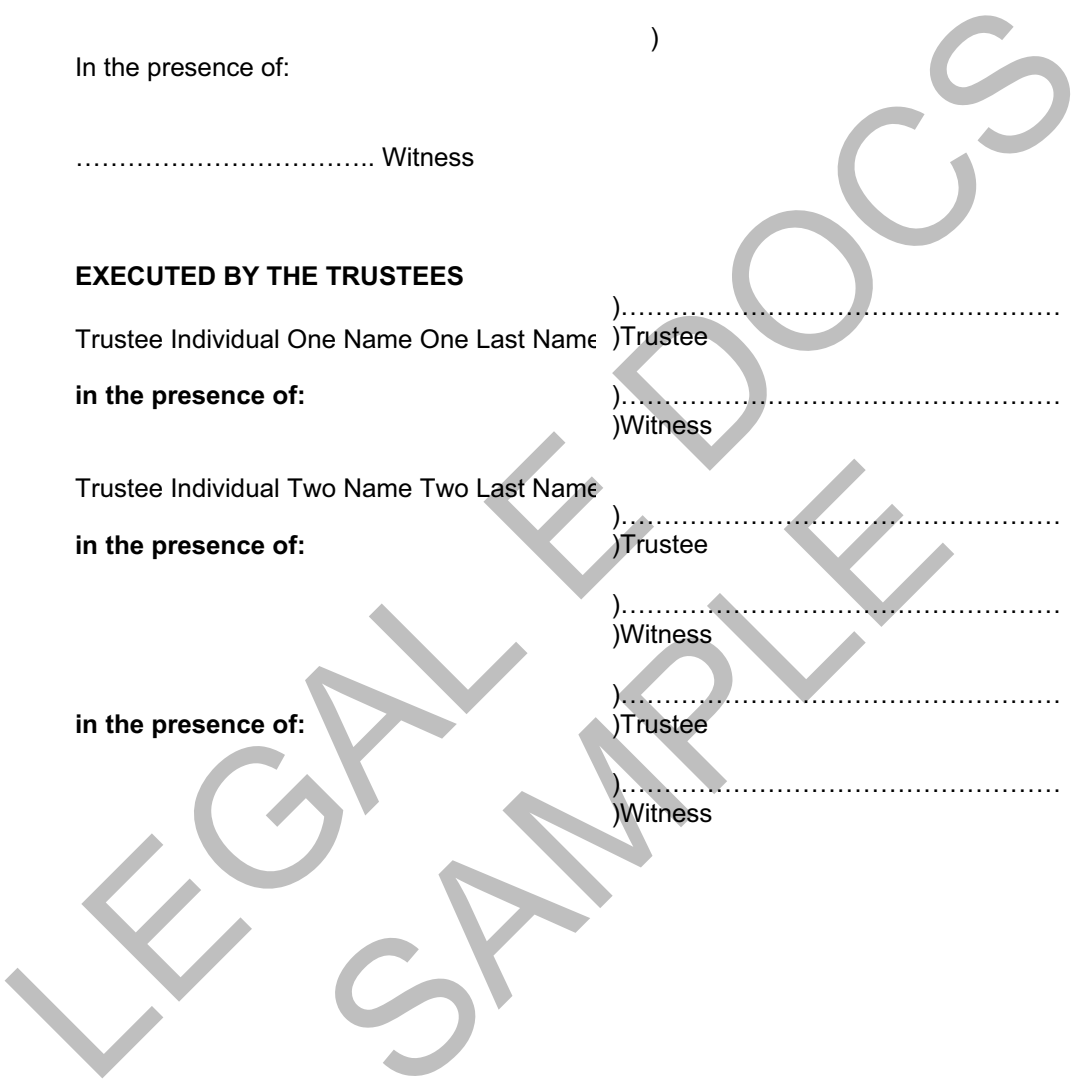 )
In the presence of:
…………………………….. Witness
EXECUTED BY THE TRUSTEES
)……………………………………………
Trustee Individual One Name One Last Name )Trustee
in the presence of: )……………………………………………
)Witness
Trustee Individual Two Name Two Last Name
)……………………………………………
in the presence of: )Trustee
)……………………………………………
)Witness
)……………………………………………
in the presence of: )Trustee
)……………………………………………
)Witness
LEGAL E DOCS
SAMPLE